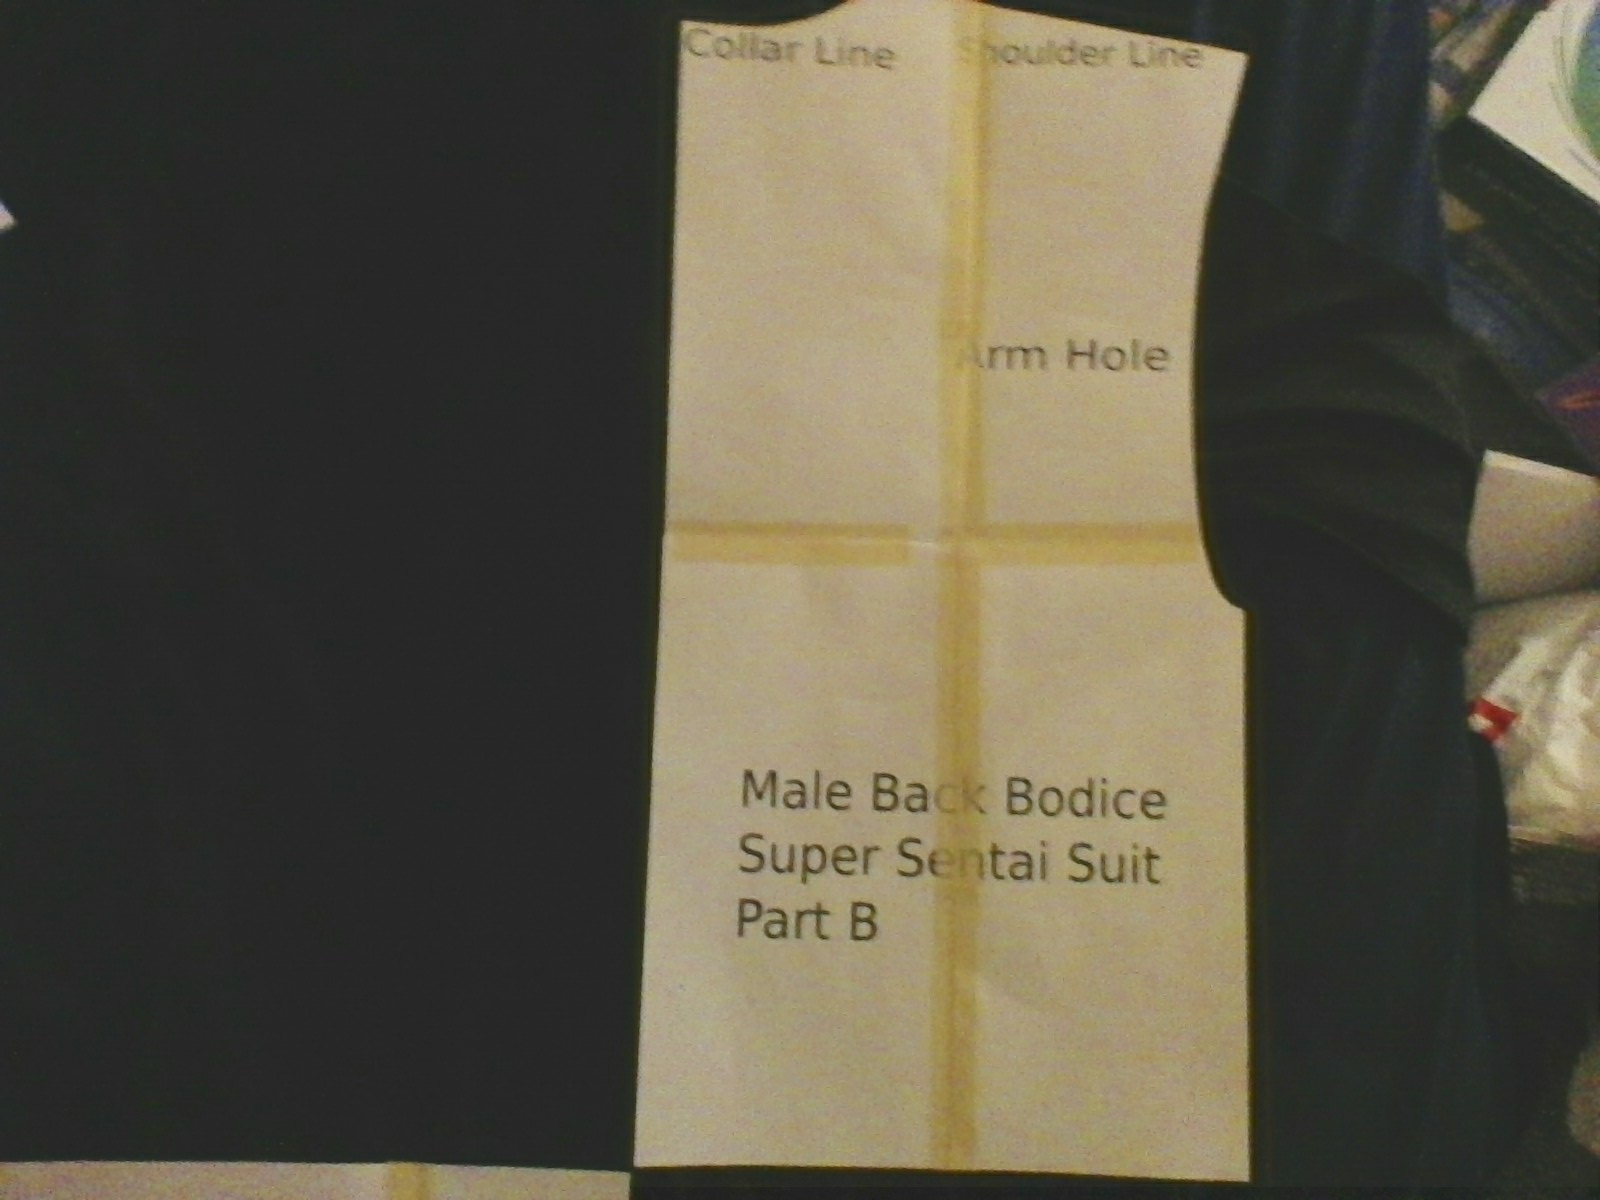 Collar Line
Shoulder Line
Arm Hole
Male Back Bodice
Super Sentai Suit
Part B